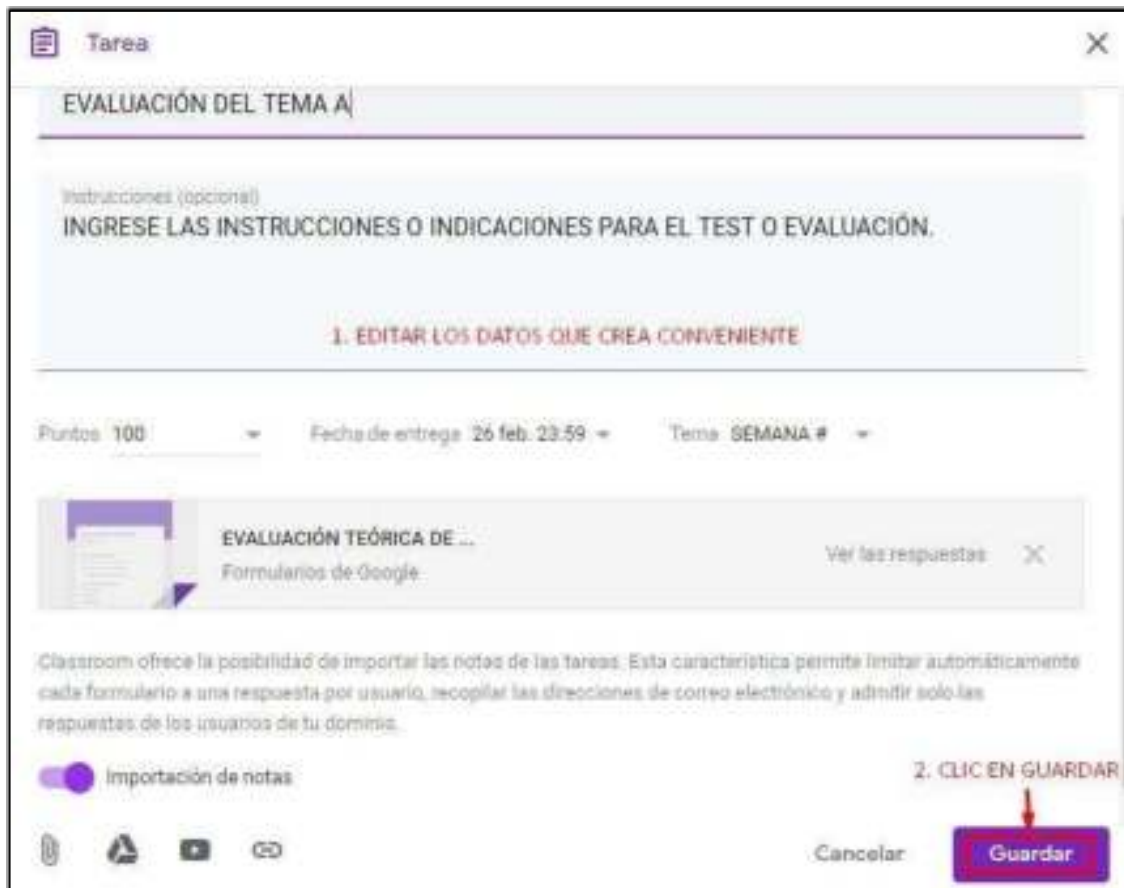 Tarea
EVALUACIÓN DEL TEMA A
Instrucciones (opcional)
INGRESE LAS INSTRUCCIONES O INDICACIONES PARA EL TEST O EVALUACIÓN.
1. EDITAR LOS DATOS QUE CREA CONVENIENTE
Puntos 100 Fecha de entrega 26 feb. 23:59 Tema SEMANA #
EVALUACIÓN TEÓRICA DE ...
Formularios de Google
Ver las respuestas
Classroom ofrece la posibilidad de importar las notas de las tareas. Esta característica permite limitar automáticamente
cada formulario a una respuesta por usuario, recopilar las direcciones de correo electrónico y admitir solo las
respuestas de los usuarios de tu dominio.
Importación de notas
2. CLIC EN GUARDAR
Cancelar Guardar